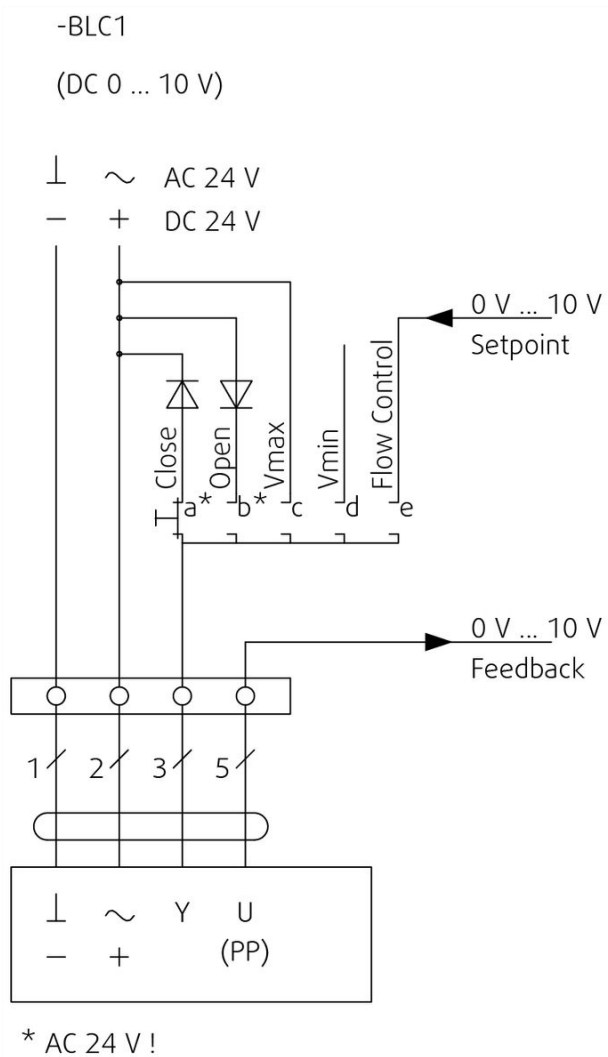 -BLC1
(DC 0 ... 10 V)
⊥ ~ AC 24 V
− + DC 24 V
0 V ... 10 V
Setpoint
Close
Open
Vmax
Vmin
Flow Control
a* b* c d e
0 V ... 10 V
Feedback
1 2 3 5
⊥ ~ Y U
− + (PP)
* AC 24 V !